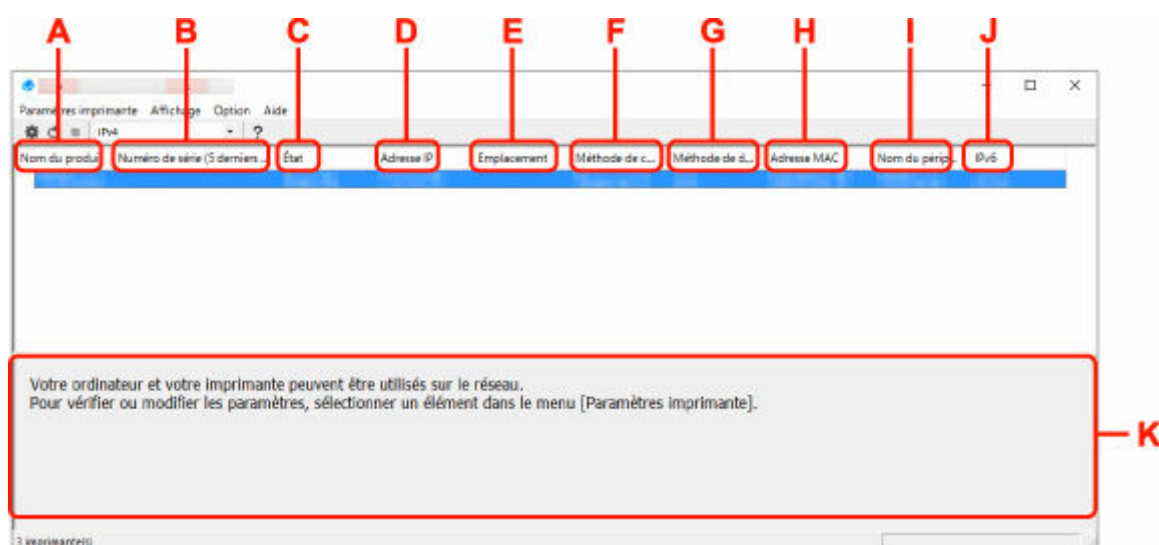 A B C D E F G H I J
Paramètres imprimante Affichage Option Aide
IPv4 ?
Nom du produi Numéro de série (5 derniers ... État Adresse IP Emplacement Méthode de c... Méthode de d... Adresse MAC Nom du périp... IPv6
Votre ordinateur et votre imprimante peuvent être utilisés sur le réseau.
Pour vérifier ou modifier les paramètres, sélectionner un élément dans le menu [Paramètres imprimante].
K
3 imprimante(s)